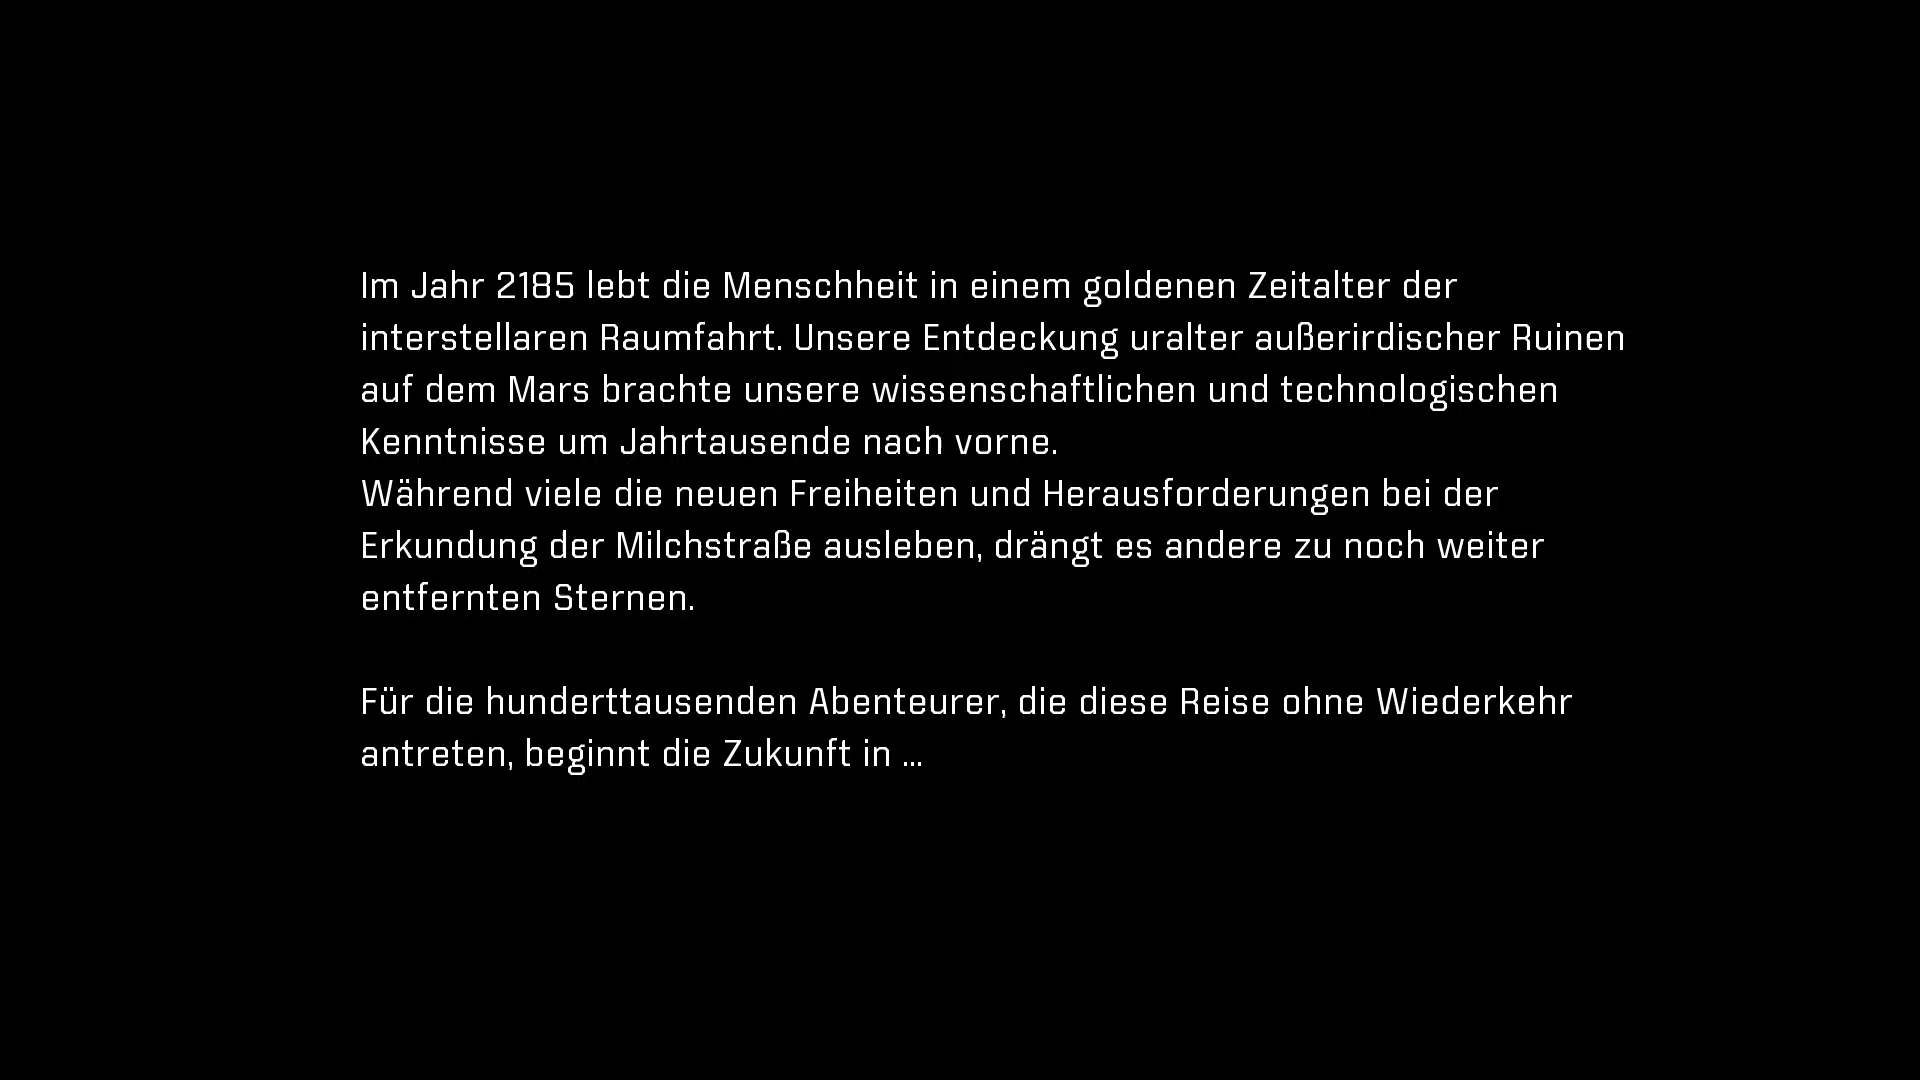 Im Jahr 2185 lebt die Menschheit in einem goldenen Zeitalter der
interstellaren Raumfahrt. Unsere Entdeckung uralter außerirdischer Ruinen
auf dem Mars brachte unsere wissenschaftlichen und technologischen
Kenntnisse um Jahrtausende nach vorne.
Während viele die neuen Freiheiten und Herausforderungen bei der
Erkundung der Milchstraße ausleben, drängt es andere zu noch weiter
entfernten Sternen.
Für die hunderttausenden Abenteurer, die diese Reise ohne Wiederkehr
antreten, beginnt die Zukunft in ...